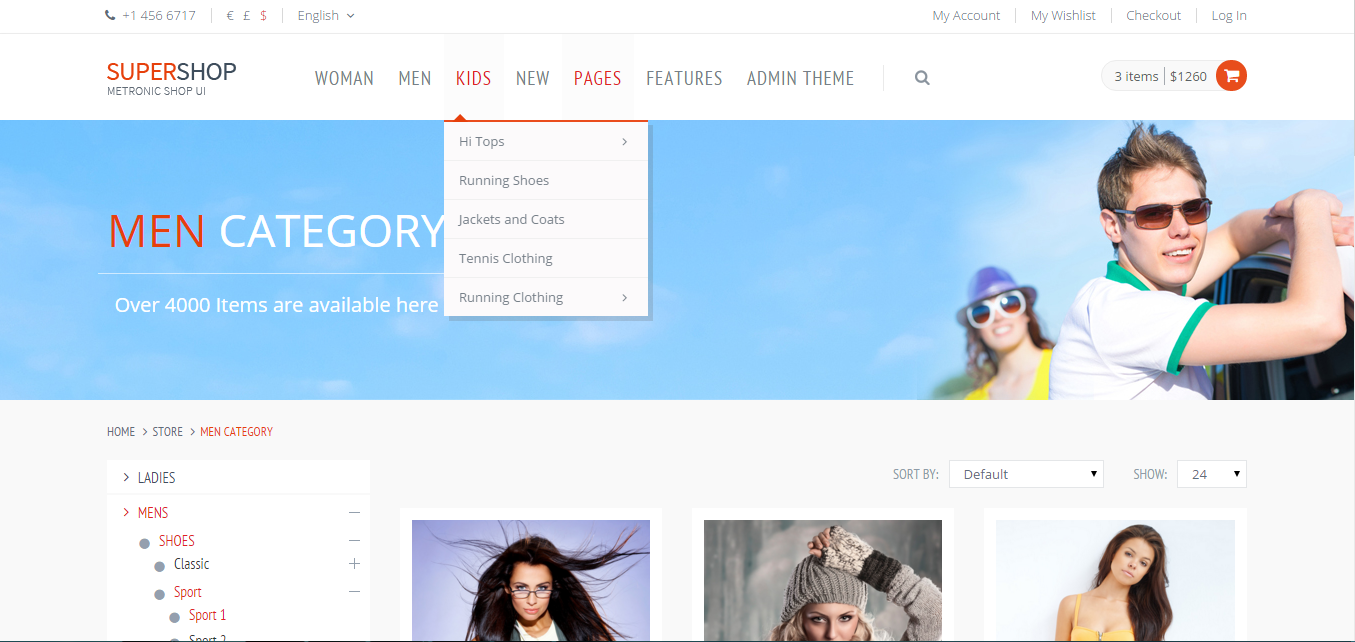 +1 456 6717 € £ $ English My Account My Wishlist Checkout Log In
SUPERSHOP
METRONIC SHOP UI
WOMAN MEN KIDS NEW PAGES FEATURES ADMIN THEME
3 items $1260
Hi Tops
Running Shoes
Jackets and Coats
Tennis Clothing
Running Clothing
MEN CATEGORY
Over 4000 Items are available here
HOME STORE MEN CATEGORY
SORT BY: Default SHOW: 24
LADIES
MENS
SHOES
Classic
Sport
Sport 1
Sport 2